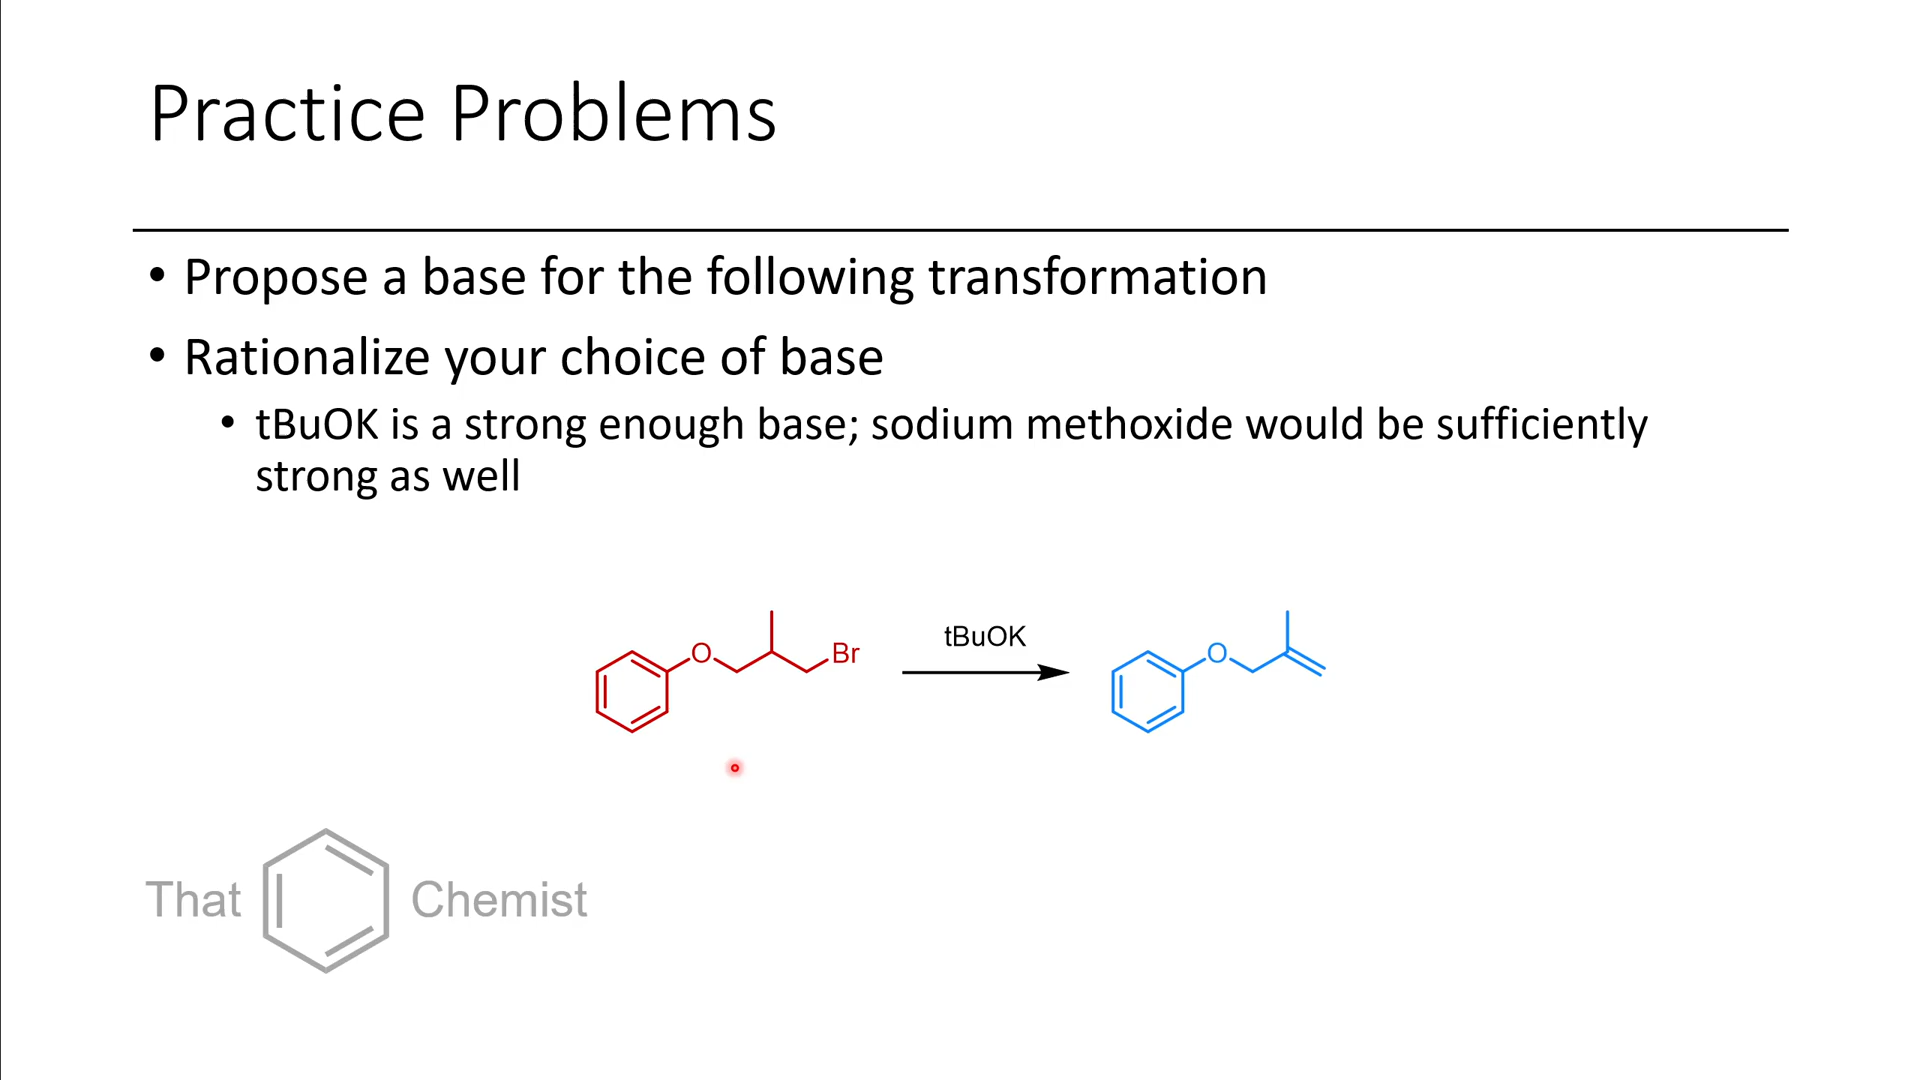 Practice Problems
• Propose a base for the following transformation
• Rationalize your choice of base
• tBuOK is a strong enough base; sodium methoxide would be sufficiently
strong as well
O Br tBuOK O
That Chemist